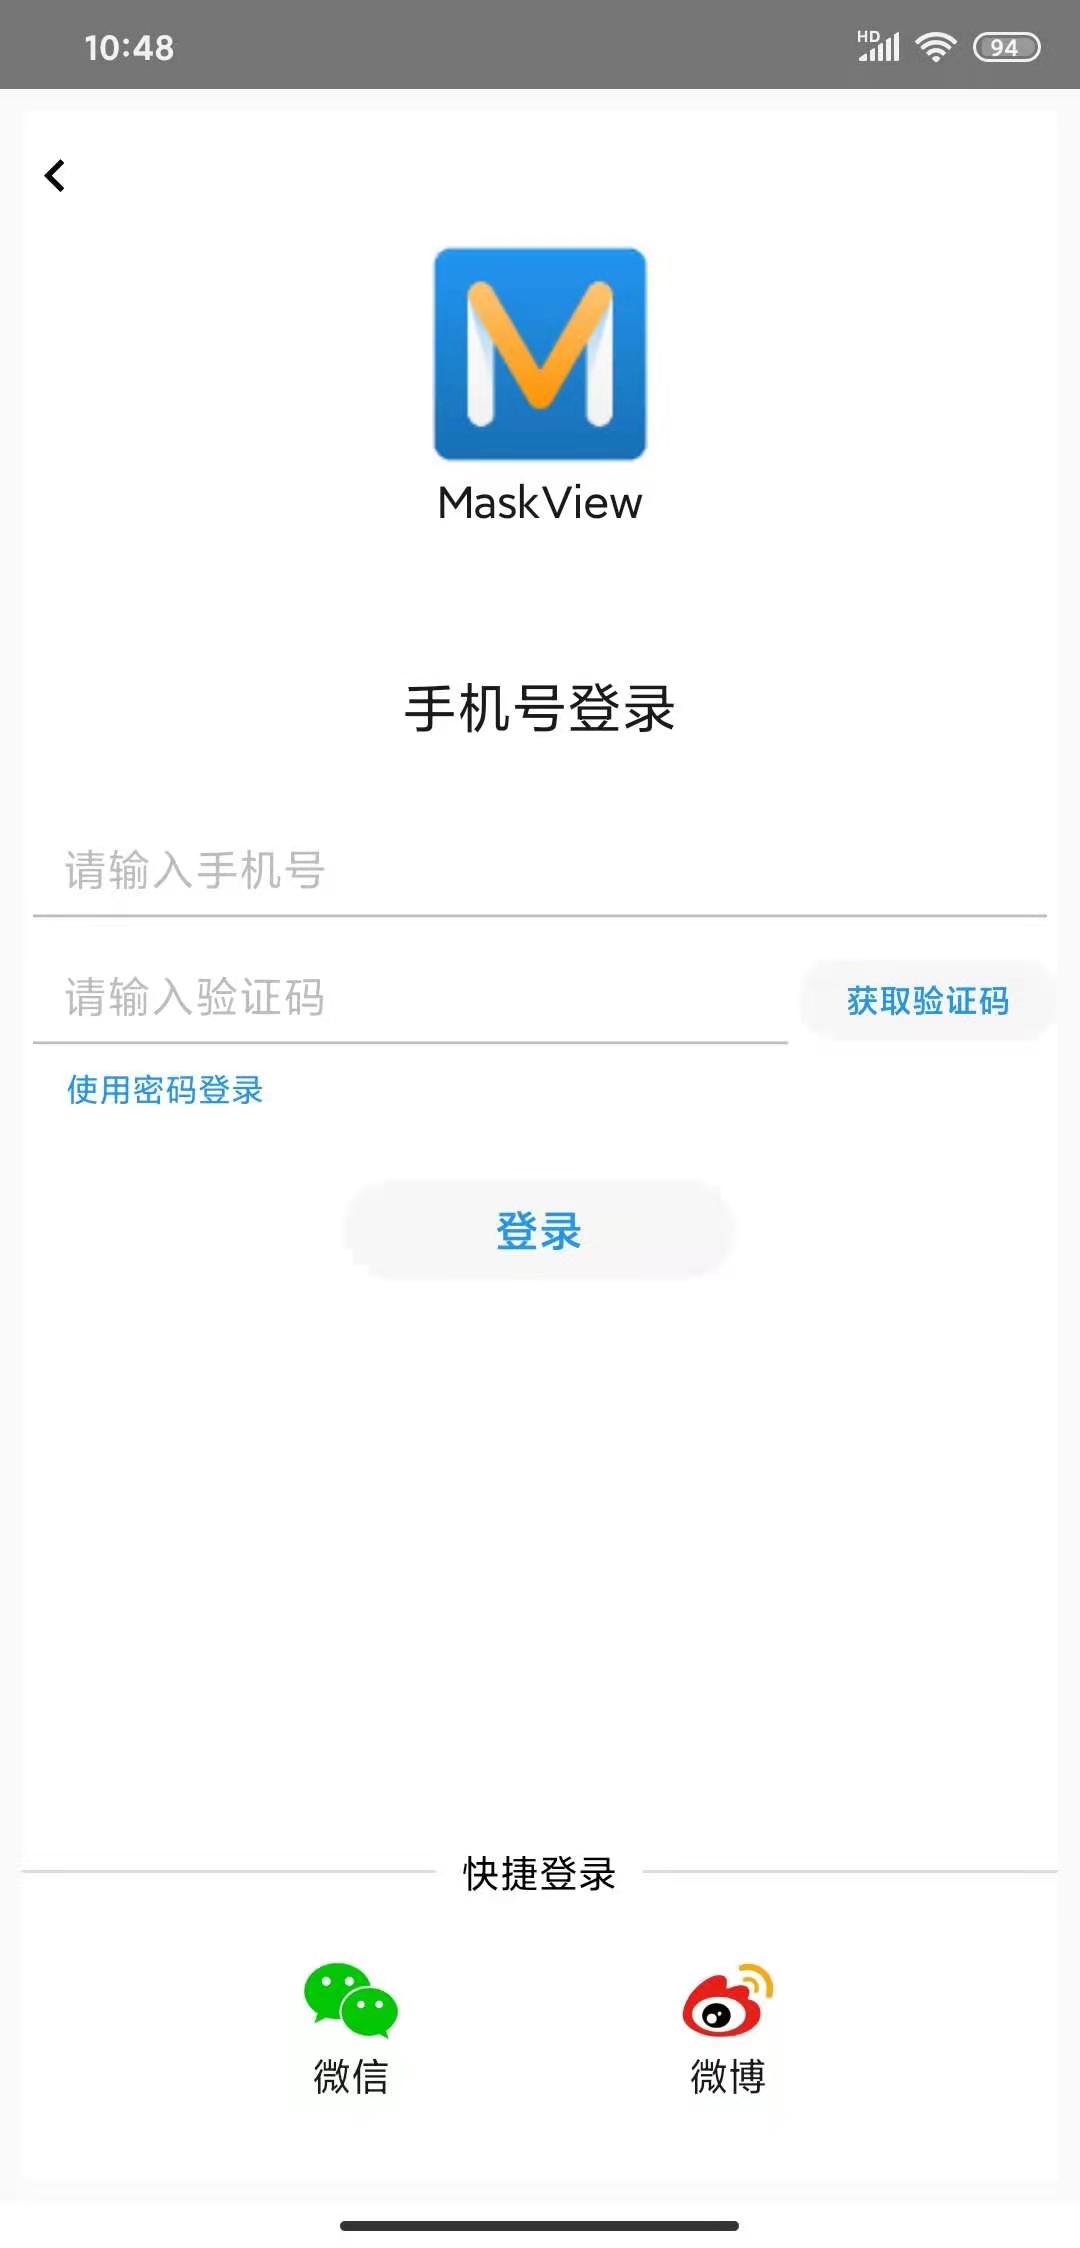 10:48
HD
94
MaskView
手机号登录
请输入手机号
请输入验证码
获取验证码
使用密码登录
登录
快捷登录
微信
微博